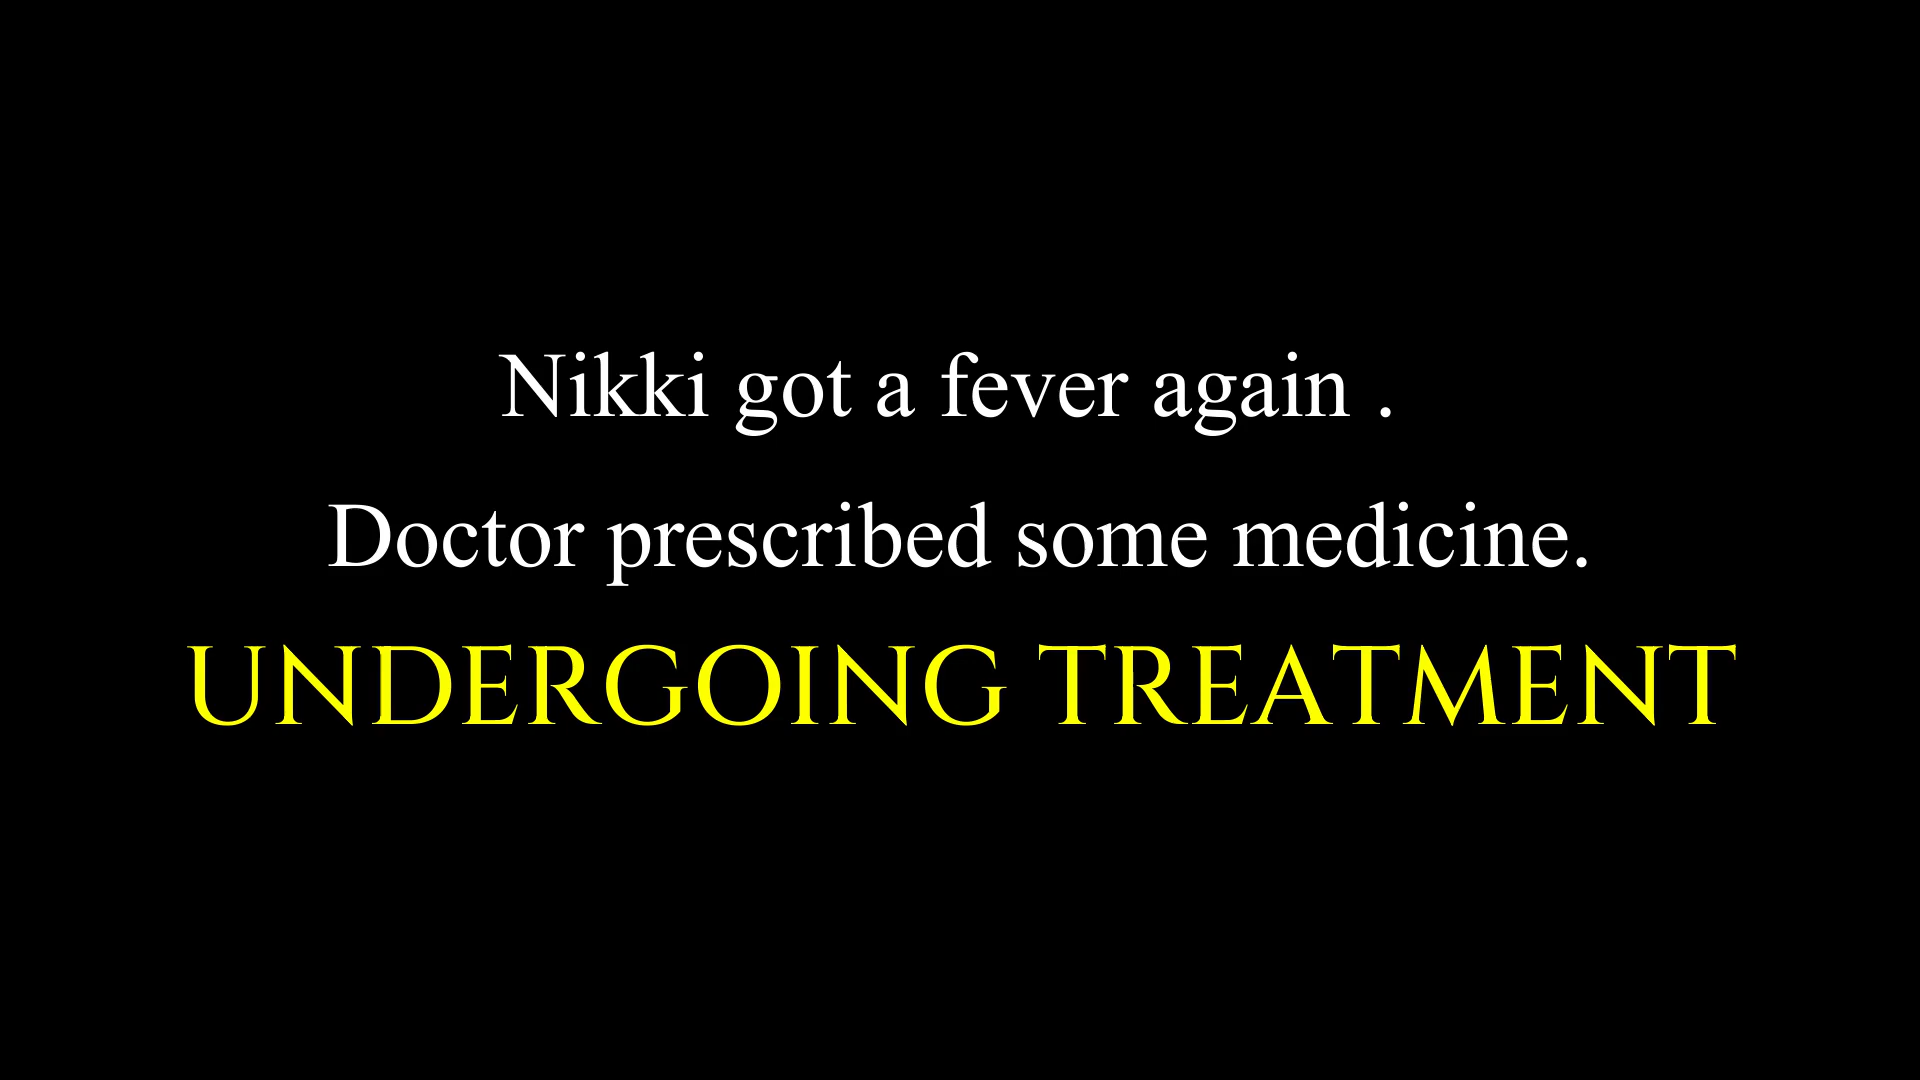 Nikki got a fever again .
Doctor prescribed some medicine.
UNDERGOING TREATMENT